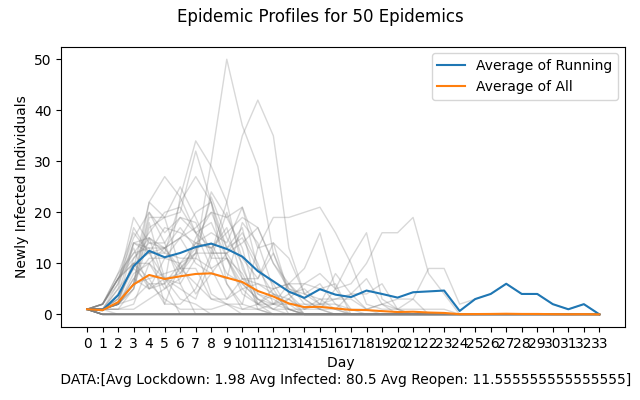 Epidemic Profiles for 50 Epidemics
50
40
30
20
10
0
Newly Infected Individuals
Average of Running
Average of All
0 1 2 3 4 5 6 7 8 9 10 11 12 13 14 15 16 17 18 19 20 21 22 23 24 25 26 27 28 29 30 31 32 33
Day
DATA:[Avg Lockdown: 1.98 Avg Infected: 80.5 Avg Reopen: 11.555555555555555]